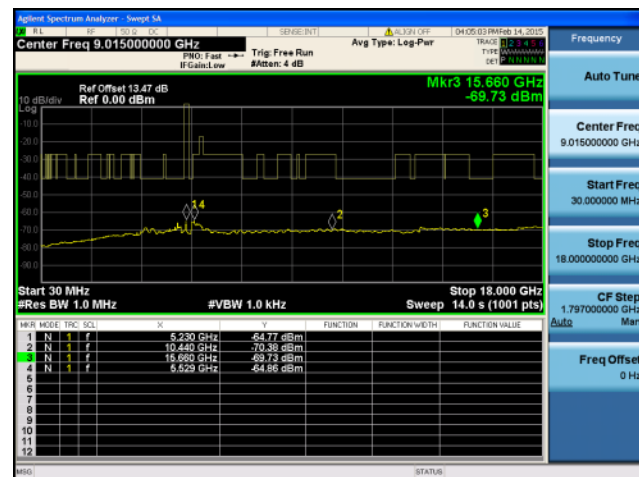 Agilent Spectrum Analyzer - Swept SA
RL RF 50 Ω DC SENSE:INT ALIGN OFF 04:05:03 PM Feb 14, 2015
Center Freq 9.015000000 GHz Avg Type: Log-Pwr TRACE 1 2 3 4 5 6
PNO: Fast Trig: Free Run TYPE
IFGain:Low #Atten: 4 dB DET P N N N N N
Mkr3 15.660 GHz
-69.73 dBm
Ref Offset 13.47 dB
10 dB/div Ref 0.00 dBm
Log
-10.0
-20.0
-30.0
-40.0
-50.0
-60.0
-70.0
-80.0
-90.0
1 4 2 3
Start 30 MHz Stop 18.000 GHz
#Res BW 1.0 MHz #VBW 1.0 kHz Sweep 14.0 s (1001 pts)
MKR MODE TRC SCL X Y FUNCTION FUNCTION WIDTH FUNCTION VALUE
1 N 1 f 5.230 GHz -64.77 dBm
2 N 1 f 10.440 GHz -70.38 dBm
3 N 1 f 15.660 GHz -69.73 dBm
4 N 1 f 5.529 GHz -64.86 dBm
5
6
7
8
9
10
11
12
MSG STATUS
Frequency
Auto Tune
Center Freq
9.015000000 GHz
Start Freq
30.000000 MHz
Stop Freq
18.000000000 GHz
CF Step
1.797000000 GHz
Auto Man
Freq Offset
0 Hz